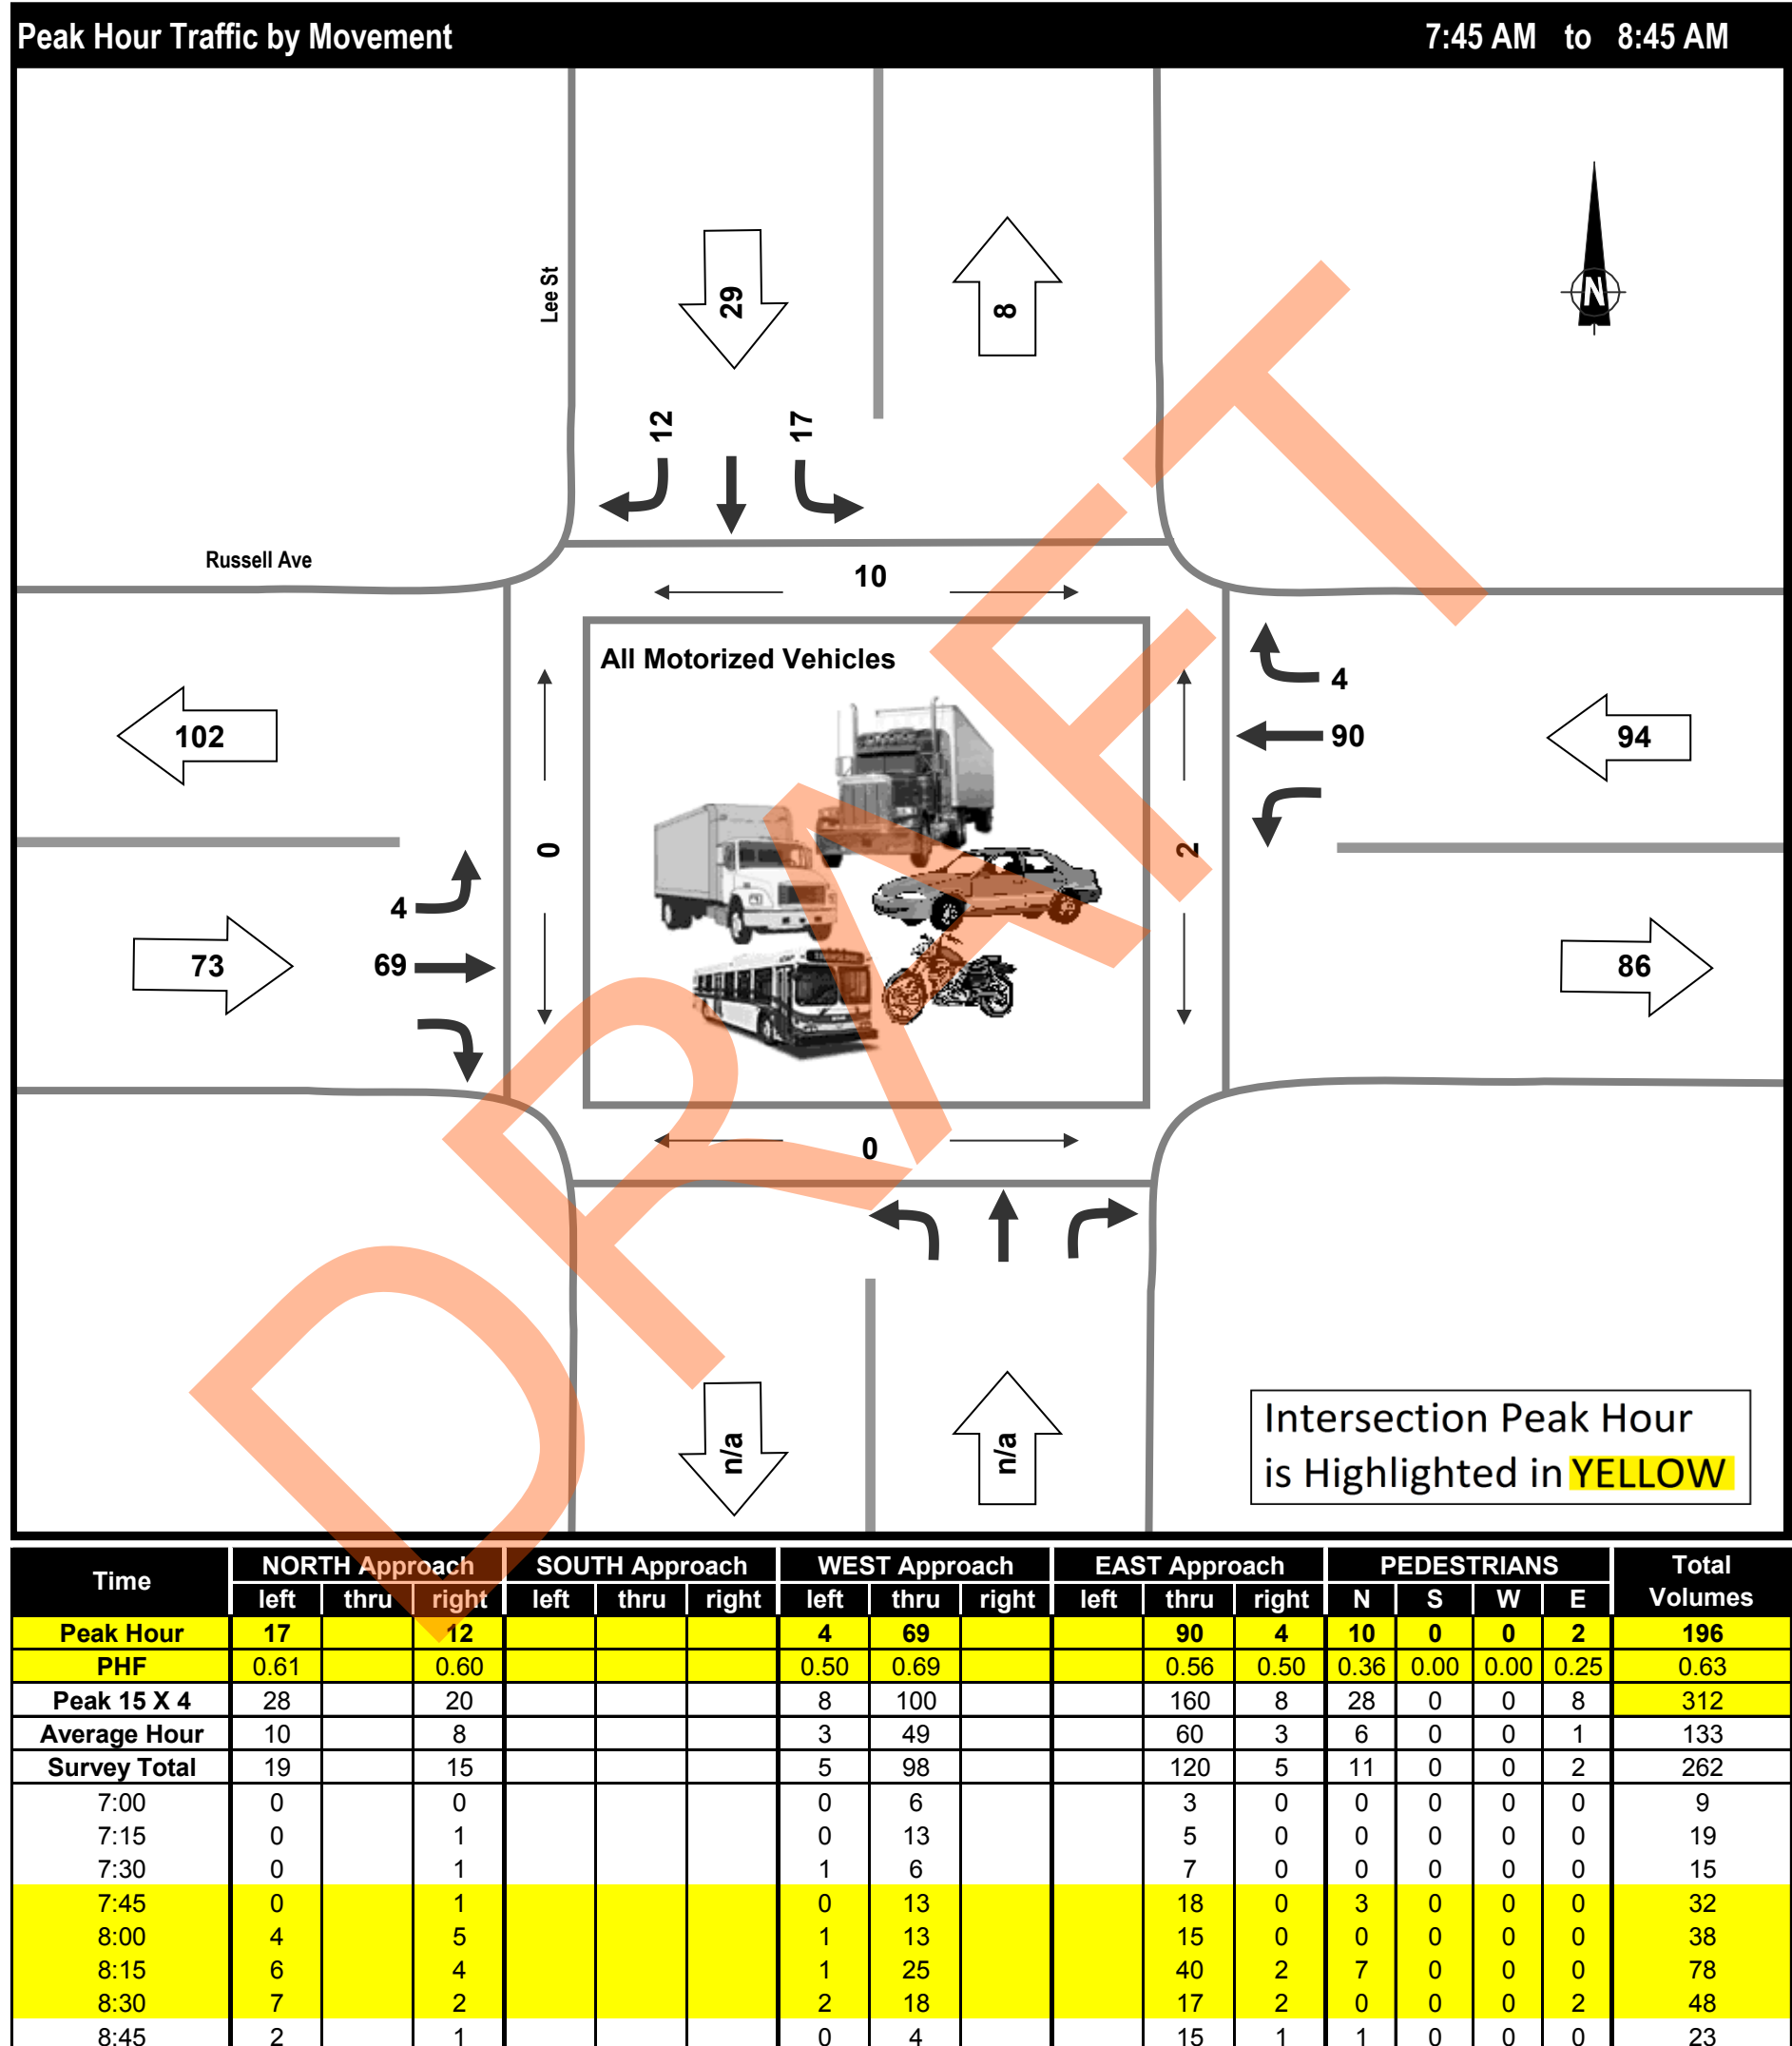 Peak Hour Traffic by Movement 7:45 AM to 8:45 AM
Lee St
29
8
12
17
Russell Ave
10
All Motorized Vehicles
4
102
90
94
0
2
4
73
69
86
0
n/a
n/a
Intersection Peak Hour
is Highlighted in YELLOW
N
DRAFT
Time NORTH Approach SOUTH Approach WEST Approach EAST Approach PEDESTRIANS Total
left thru right left thru right left thru right left thru right N S W E Volumes
Peak Hour 17 12 4 69 90 4 10 0 0 2 196
PHF 0.61 0.60 0.50 0.69 0.56 0.50 0.36 0.00 0.00 0.25 0.63
Peak 15 X 4 28 20 8 100 160 8 28 0 0 8 312
Average Hour 10 8 3 49 60 3 6 0 0 1 133
Survey Total 19 15 5 98 120 5 11 0 0 2 262
7:00 0 0 0 6 3 0 0 0 0 0 9
7:15 0 1 0 13 5 0 0 0 0 0 19
7:30 0 1 1 6 7 0 0 0 0 0 15
7:45 0 1 0 13 18 0 3 0 0 0 32
8:00 4 5 1 13 15 0 0 0 0 0 38
8:15 6 4 1 25 40 2 7 0 0 0 78
8:30 7 2 2 18 17 2 0 0 0 2 48
8:45 2 1 0 4 15 1 1 0 0 0 23